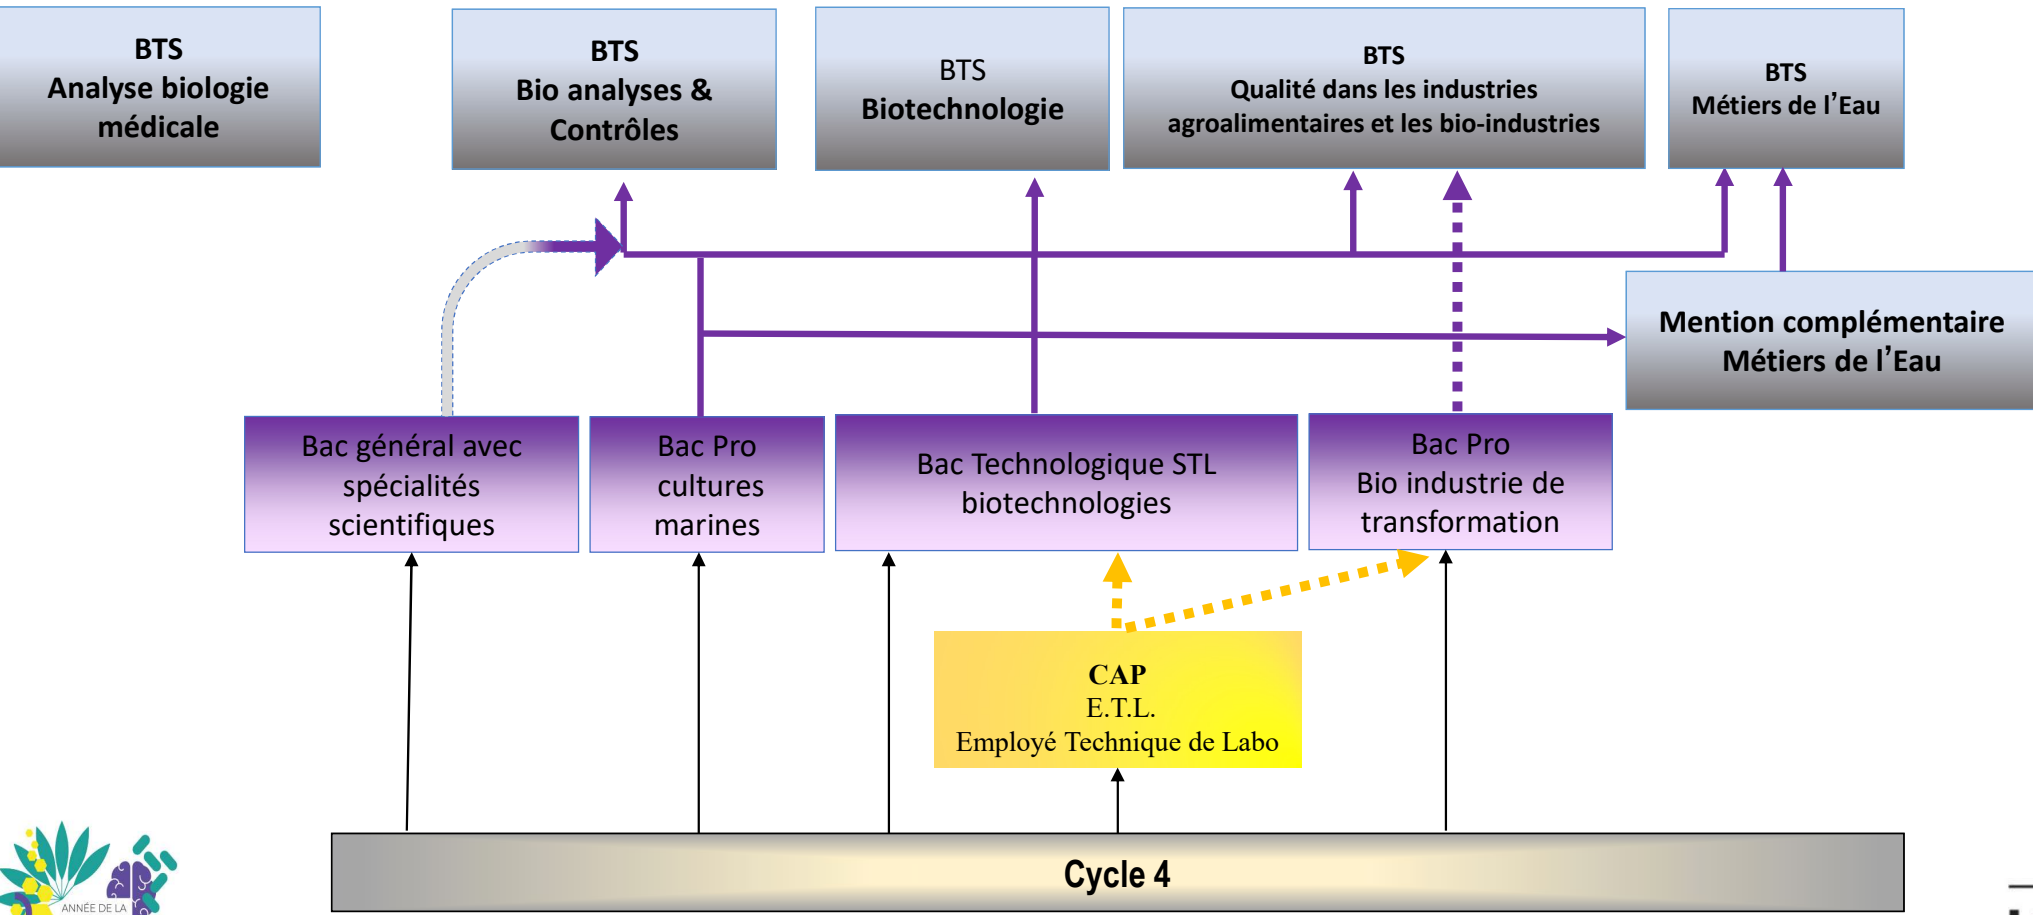 BTS
Analyse biologie
médicale
BTS
Bio analyses &
Contrôles
BTS
Biotechnologie
BTS
Qualité dans les industries
agroalimentaires et les bio-industries
BTS
Métiers de l’Eau
Mention complémentaire
Métiers de l’Eau
Bac général avec
spécialités
scientifiques
Bac Pro
cultures
marines
Bac Technologique STL
biotechnologies
Bac Pro
Bio industrie de
transformation
CAP
E.T.L.
Employé Technique de Labo
Cycle 4
ANNÉE DE LA